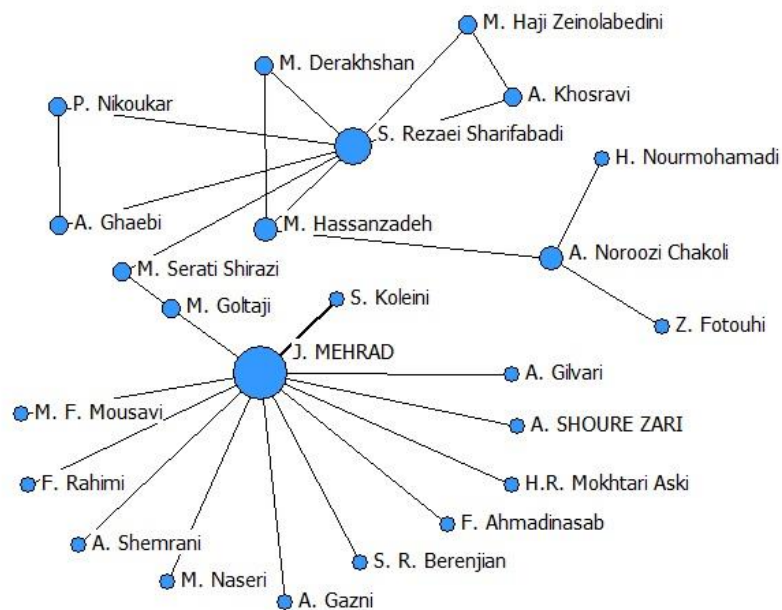 M. Haji Zeinolabedini
M. Derakhshan
A. Khosravi
P. Nikoukar
S. Rezaei Sharifabadi
H. Nourmohamadi
A. Ghaebi
M. Hassanzadeh
A. Noroozi Chakoli
M. Serati Shirazi
M. Goltaji
S. Koleini
Z. Fotouhi
J. MEHRAD
A. Gilvari
M. F. Mousavi
A. SHOURE ZARI
F. Rahimi
H.R. Mokhtari Aski
F. Ahmadinasab
A. Shemrani
S. R. Berenjian
M. Naseri
A. Gazni